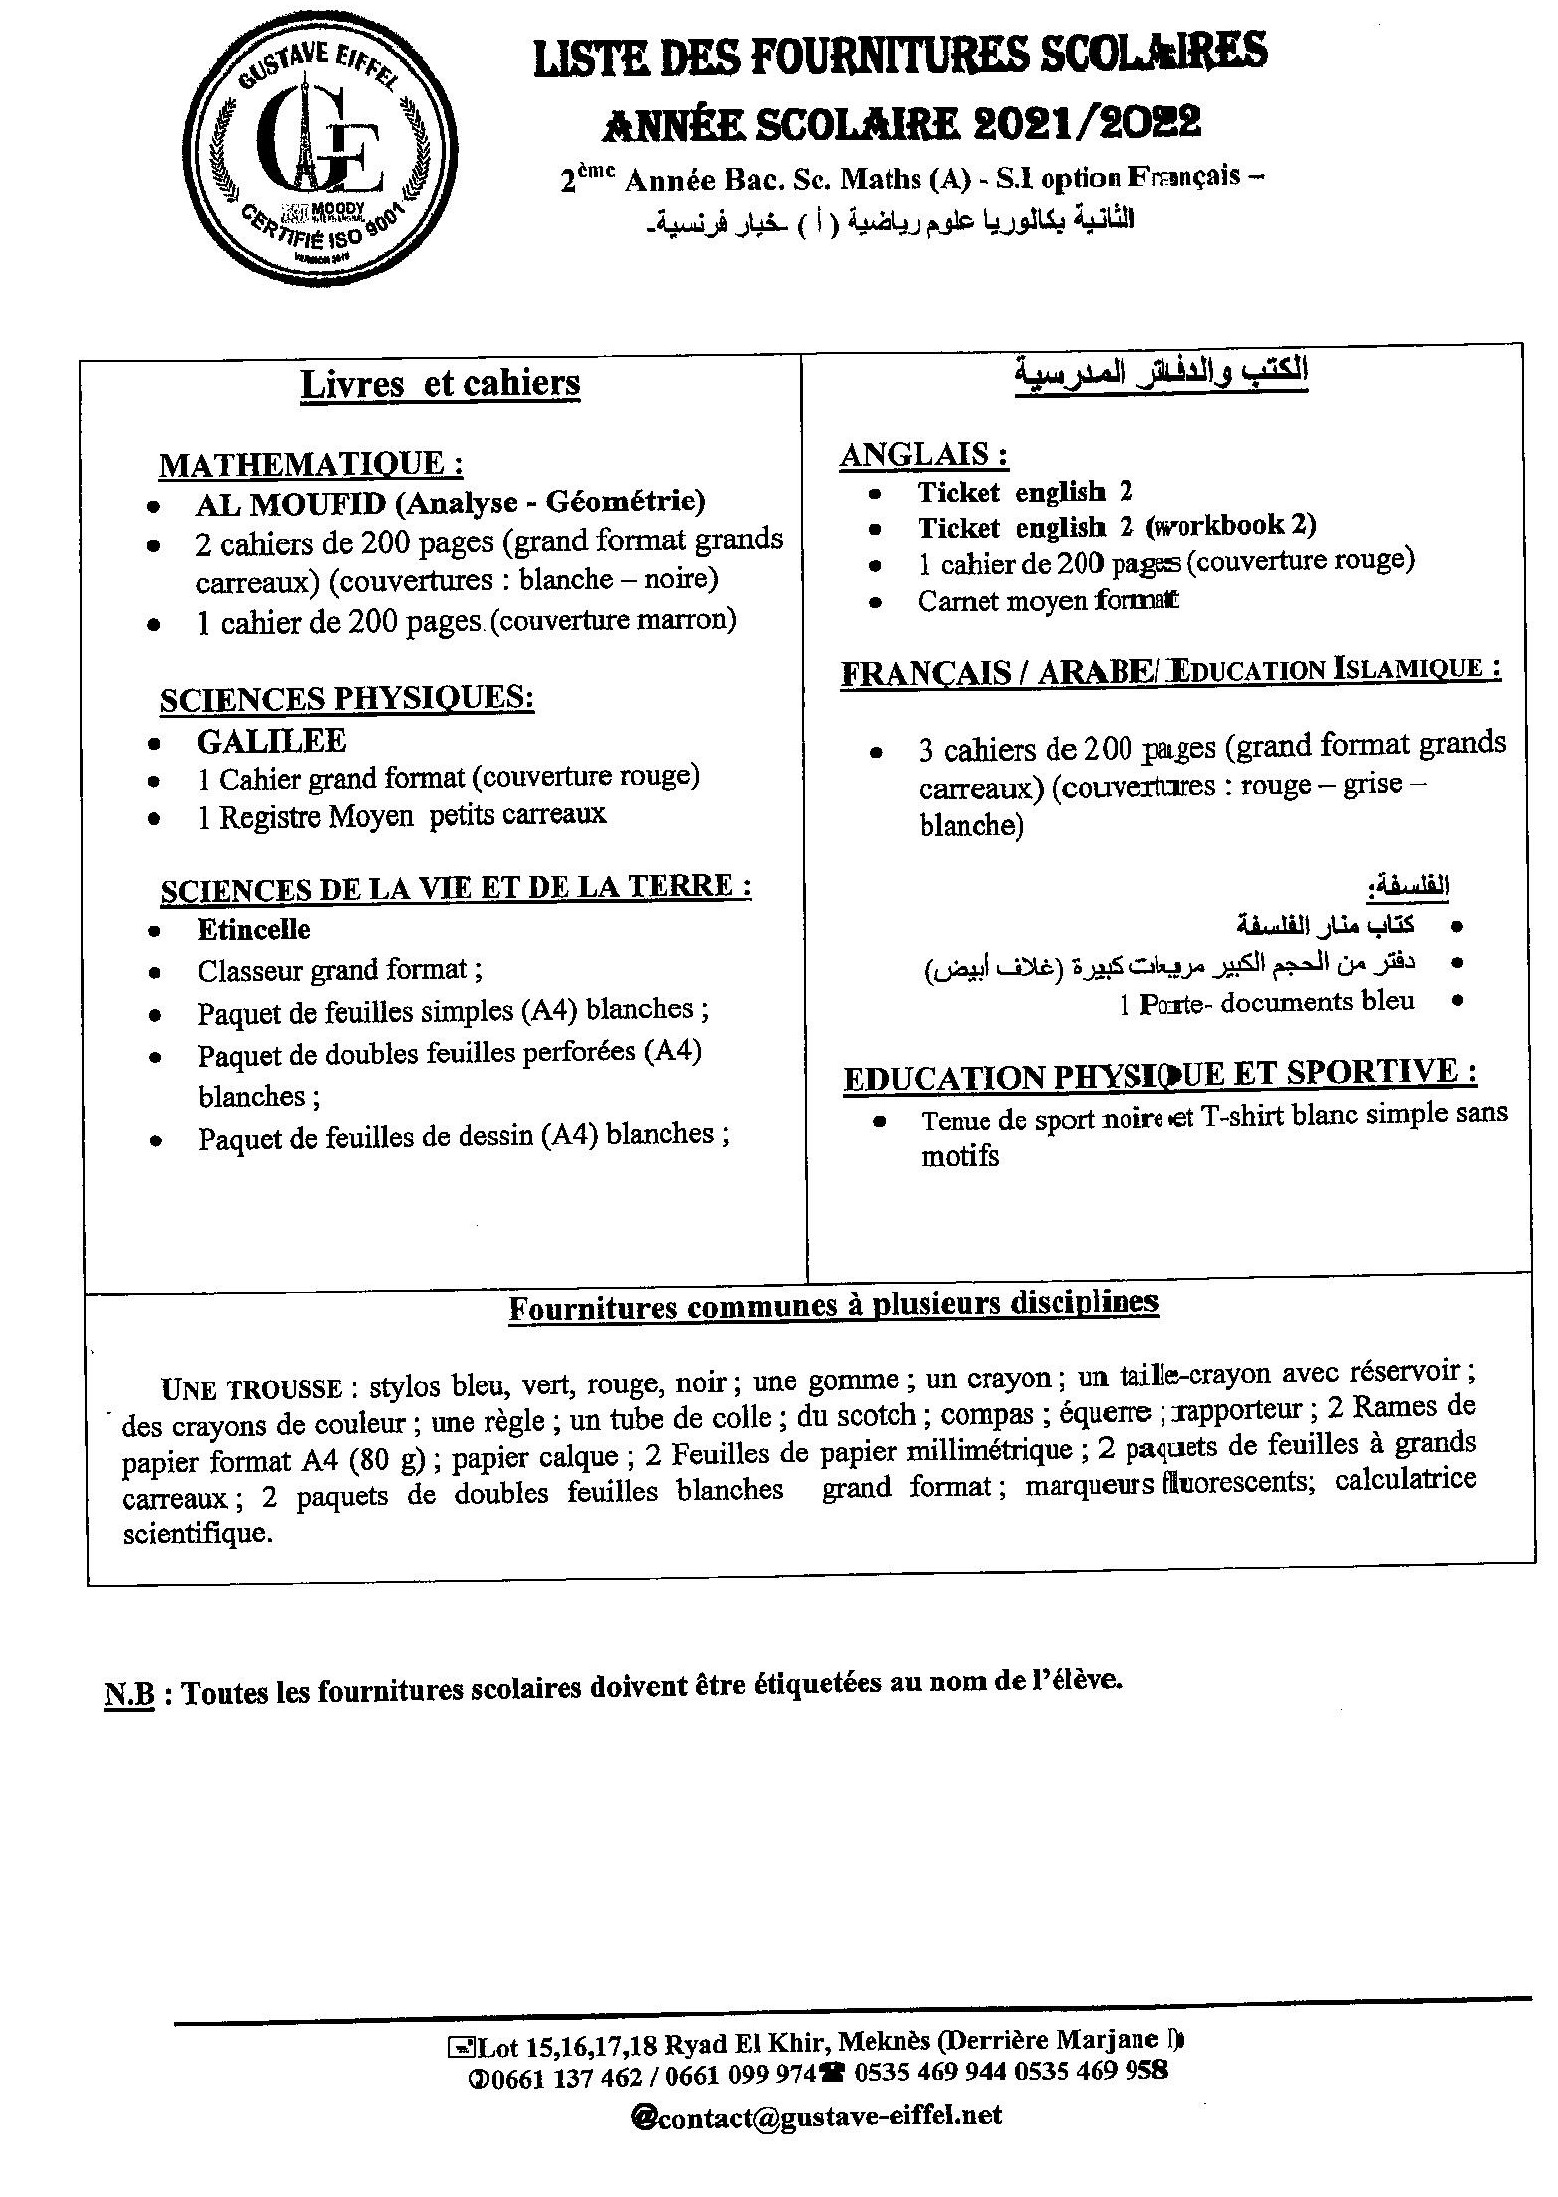 GUSTAVE EIFFEL
GE
MOODY
CERTIFIÉ ISO 9001
LISTE DES FOURNITURES SCOLAIRES
ANNÉE SCOLAIRE 2021/2022
2ème Année Bac. Sc. Maths (A) - S.I option Français –
الثانية بكالوريا علوم رياضية ( أ ) -خيار فرنسية-
Livres et cahiers
MATHEMATIQUE :
• AL MOUFID (Analyse - Géométrie)
• 2 cahiers de 200 pages (grand format grands
carreaux) (couvertures : blanche – noire)
• 1 cahier de 200 pages (couverture marron)
SCIENCES PHYSIQUES:
• GALILEE
• 1 Cahier grand format (couverture rouge)
• 1 Registre Moyen petits carreaux
SCIENCES DE LA VIE ET DE LA TERRE :
• Etincelle
• Classeur grand format ;
• Paquet de feuilles simples (A4) blanches ;
• Paquet de doubles feuilles perforées (A4)
blanches ;
• Paquet de feuilles de dessin (A4) blanches ;
الكتب والدفاتر المدرسية
ANGLAIS :
• Ticket english 2
• Ticket english 2 (workbook 2)
• 1 cahier de 200 pages (couverture rouge)
• Carnet moyen format
FRANÇAIS / ARABE/ EDUCATION ISLAMIQUE :
• 3 cahiers de 200 pages (grand format grands
carreaux) (couvertures : rouge – grise –
blanche)
الفلسفة:
• كتاب منار الفلسفة
• دفتر من الحجم الكبير مربعات كبيرة (غلاف أبيض)
• 1 Porte- documents bleu
EDUCATION PHYSIQUE ET SPORTIVE :
• Tenue de sport noire et T-shirt blanc simple sans
motifs
Fournitures communes à plusieurs disciplines
UNE TROUSSE : stylos bleu, vert, rouge, noir ; une gomme ; un crayon ; un taille-crayon avec réservoir ;
des crayons de couleur ; une règle ; un tube de colle ; du scotch ; compas ; équerre ; rapporteur ; 2 Rames de
papier format A4 (80 g) ; papier calque ; 2 Feuilles de papier millimétrique ; 2 paquets de feuilles à grands
carreaux ; 2 paquets de doubles feuilles blanches grand format ; marqueurs fluorescents; calculatrice
scientifique.
N.B : Toutes les fournitures scolaires doivent être étiquetées au nom de l'élève.
Lot 15,16,17,18 Ryad El Khir, Meknès (Derrière Marjane I)
0661 137 462 / 0661 099 974 ☎ 0535 469 944 0535 469 958
@contact@gustave-eiffel.net